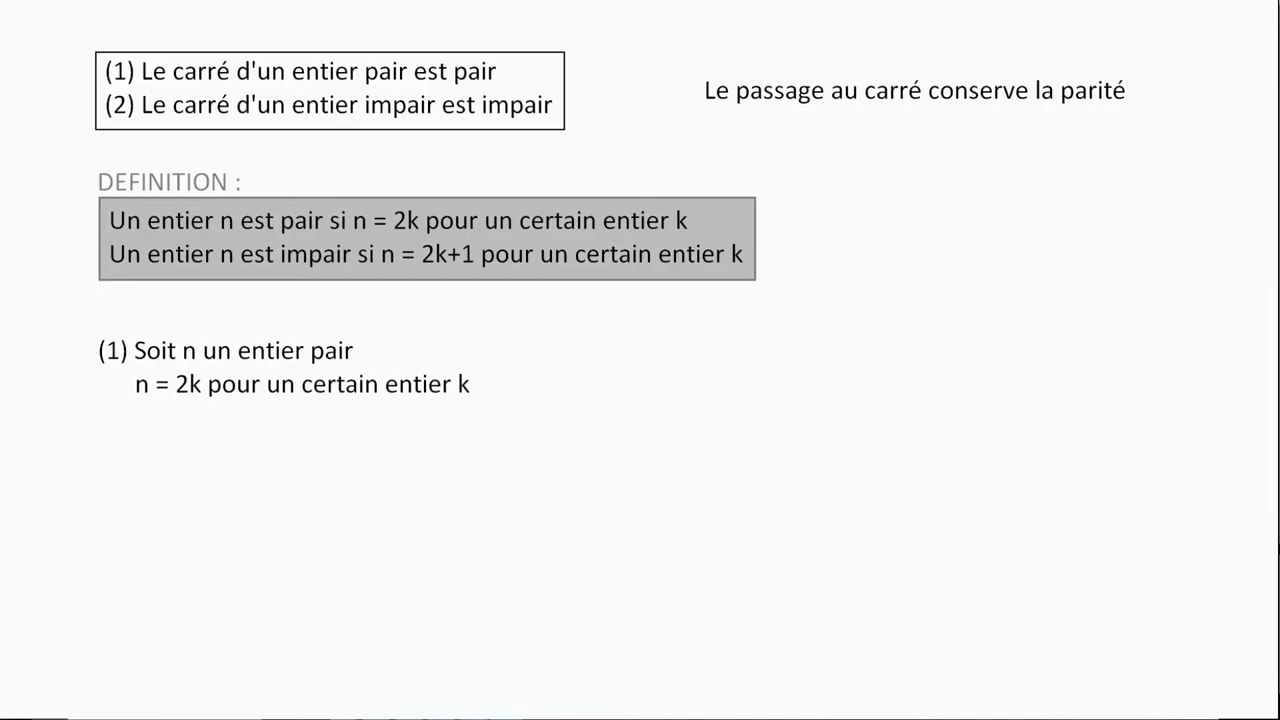 (1) Le carré d'un entier pair est pair
(2) Le carré d'un entier impair est impair
Le passage au carré conserve la parité
DEFINITION :
Un entier n est pair si n = 2k pour un certain entier k
Un entier n est impair si n = 2k+1 pour un certain entier k
(1) Soit n un entier pair
n = 2k pour un certain entier k